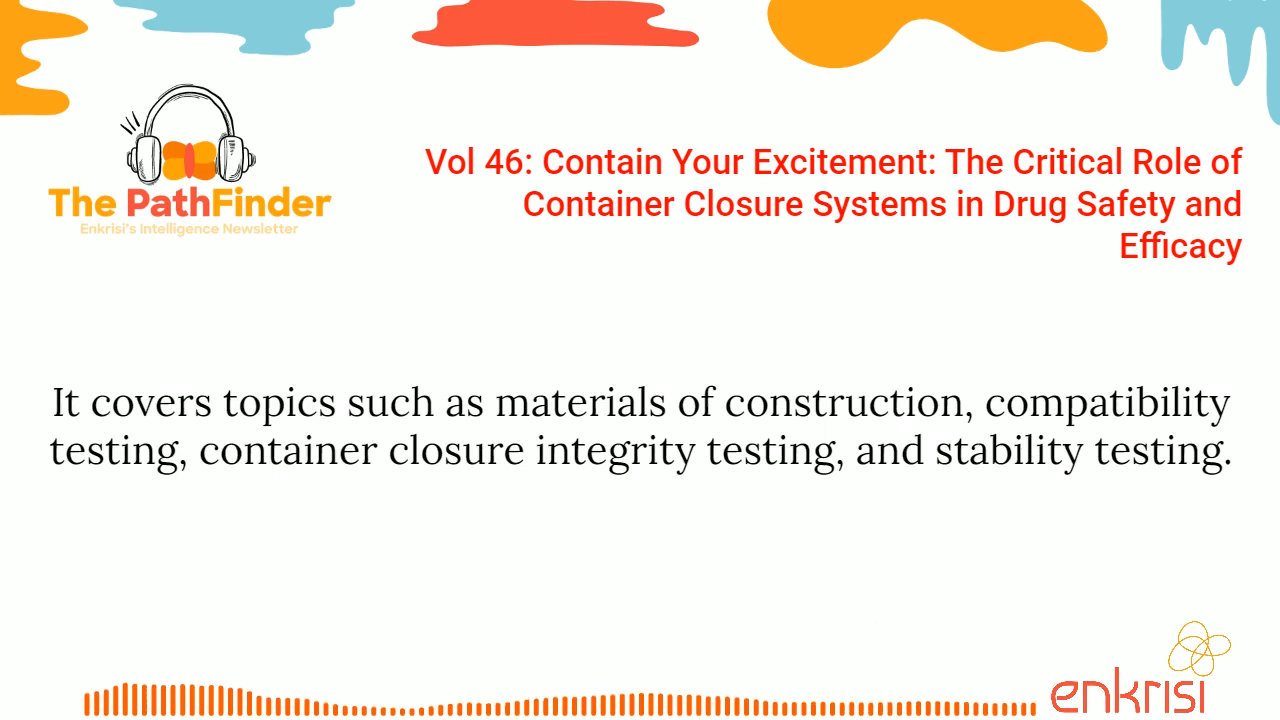 The PathFinder
Enkrisi's Intelligence Newsletter
Vol 46: Contain Your Excitement: The Critical Role of
Container Closure Systems in Drug Safety and
Efficacy
It covers topics such as materials of construction, compatibility
testing, container closure integrity testing, and stability testing.
enkrisi